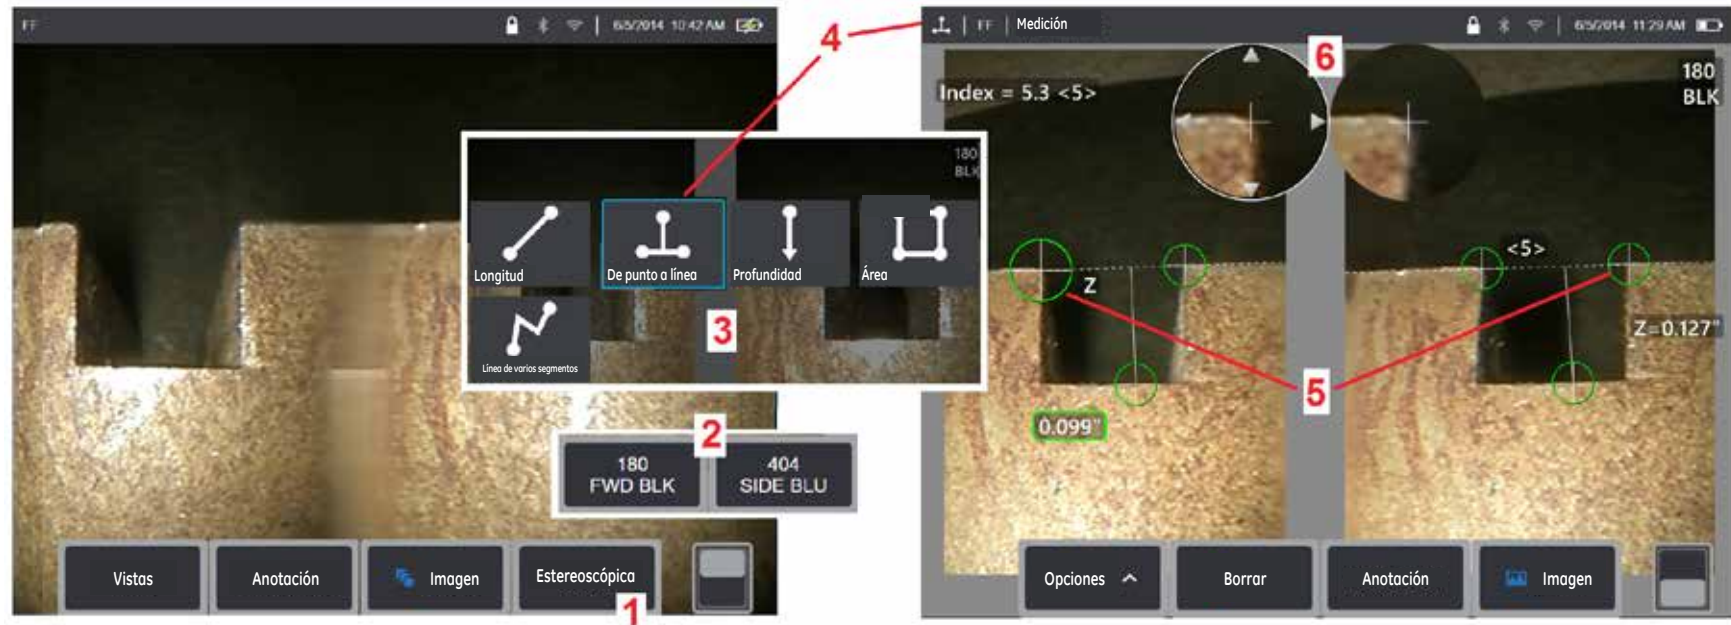 FF
6/5/2014 10:42 AM
4
FF
Medición
6/5/2014 11:29 AM
Index = 5.3 <5>
6
180
BLK
180
BLK
Longitud
De punto a línea
Profundidad
Área
Línea de varios segmentos
3
<5>
Z
Z=0.127"
5
0.099"
2
180
FWD BLK
404
SIDE BLU
Vistas
Anotación
Imagen
Estereoscópica
1
Opciones
Borrar
Anotación
Imagen